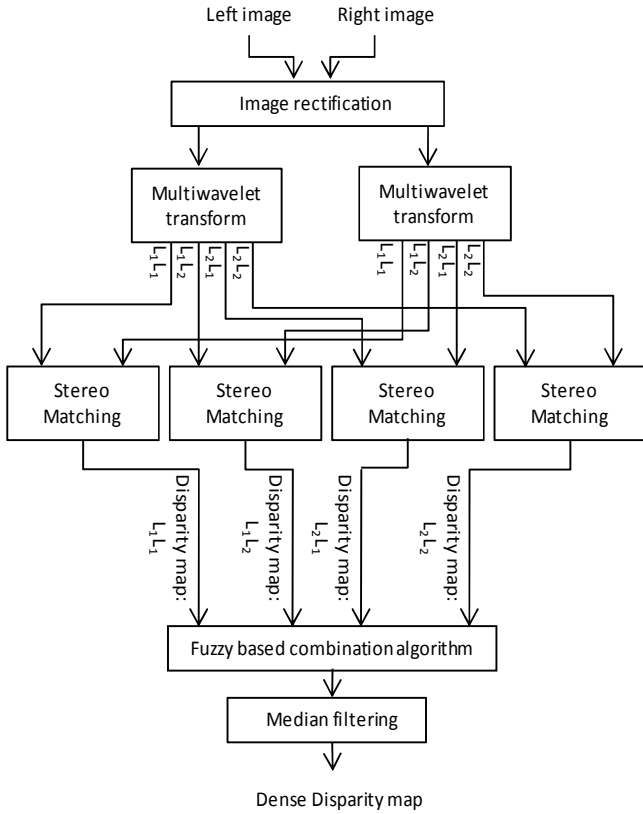 Left image
Right image
Image rectification
Multiwavelet
transform
Multiwavelet
transform
L₁L₁
L₁L₂
L₂L₁
L₂L₂
L₁L₁
L₁L₂
L₂L₁
L₂L₂
Stereo
Matching
Stereo
Matching
Stereo
Matching
Stereo
Matching
Disparity map:
L₁L₁
Disparity map:
L₁L₂
Disparity map:
L₂L₁
Disparity map:
L₂L₂
Fuzzy based combination algorithm
Median filtering
Dense Disparity map